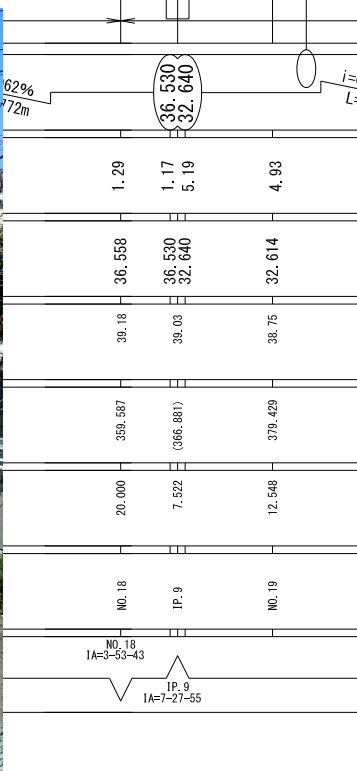 36.530
32.640
1.29
1.17
5.19
4.93
36.558
36.530
32.640
32.614
39.18
39.03
38.75
359.587
(366.881)
379.429
20.000
7.522
12.548
NO.18
IP.9
NO.19
NO.18
IA=3-53-43
IP.9
IA=7-27-55